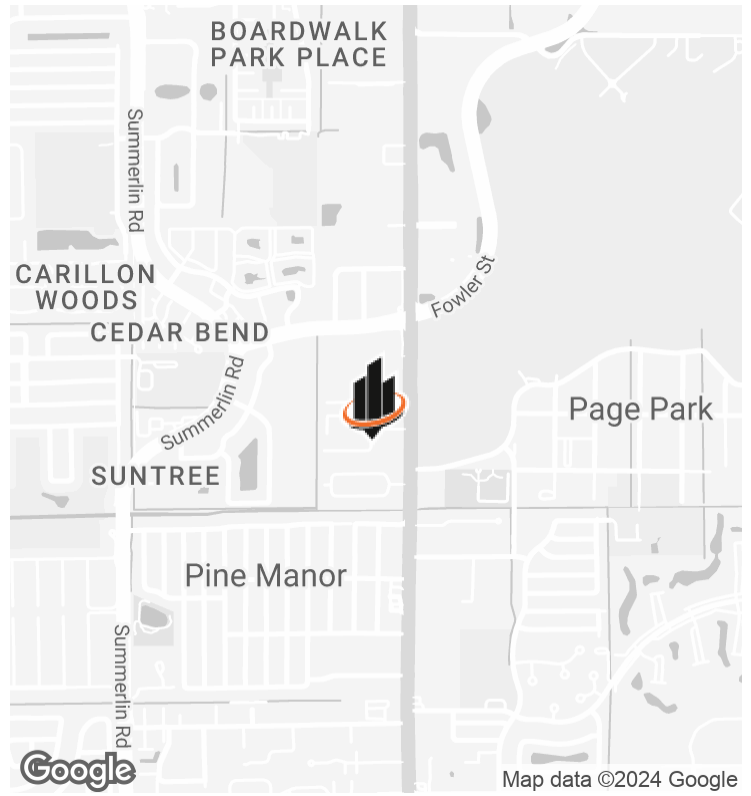 BOARDWALK
PARK PLACE
Summerlin Rd
CARILLON
WOODS
Fowler St
CEDAR BEND
Summerlin Rd
Page Park
SUNTREE
Pine Manor
Summerlin Rd
Google
Map data ©2024 Google